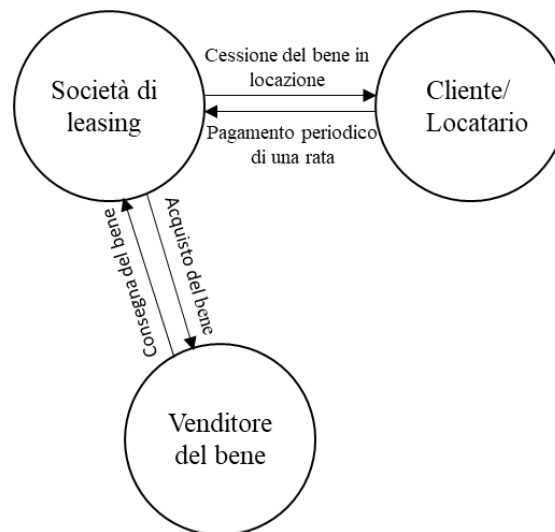 Società di
leasing
Cessione del bene in
locazione
Pagamento periodico
di una rata
Cliente/
Locatario
Consegna del bene
Acquisto del bene
Venditore
del bene